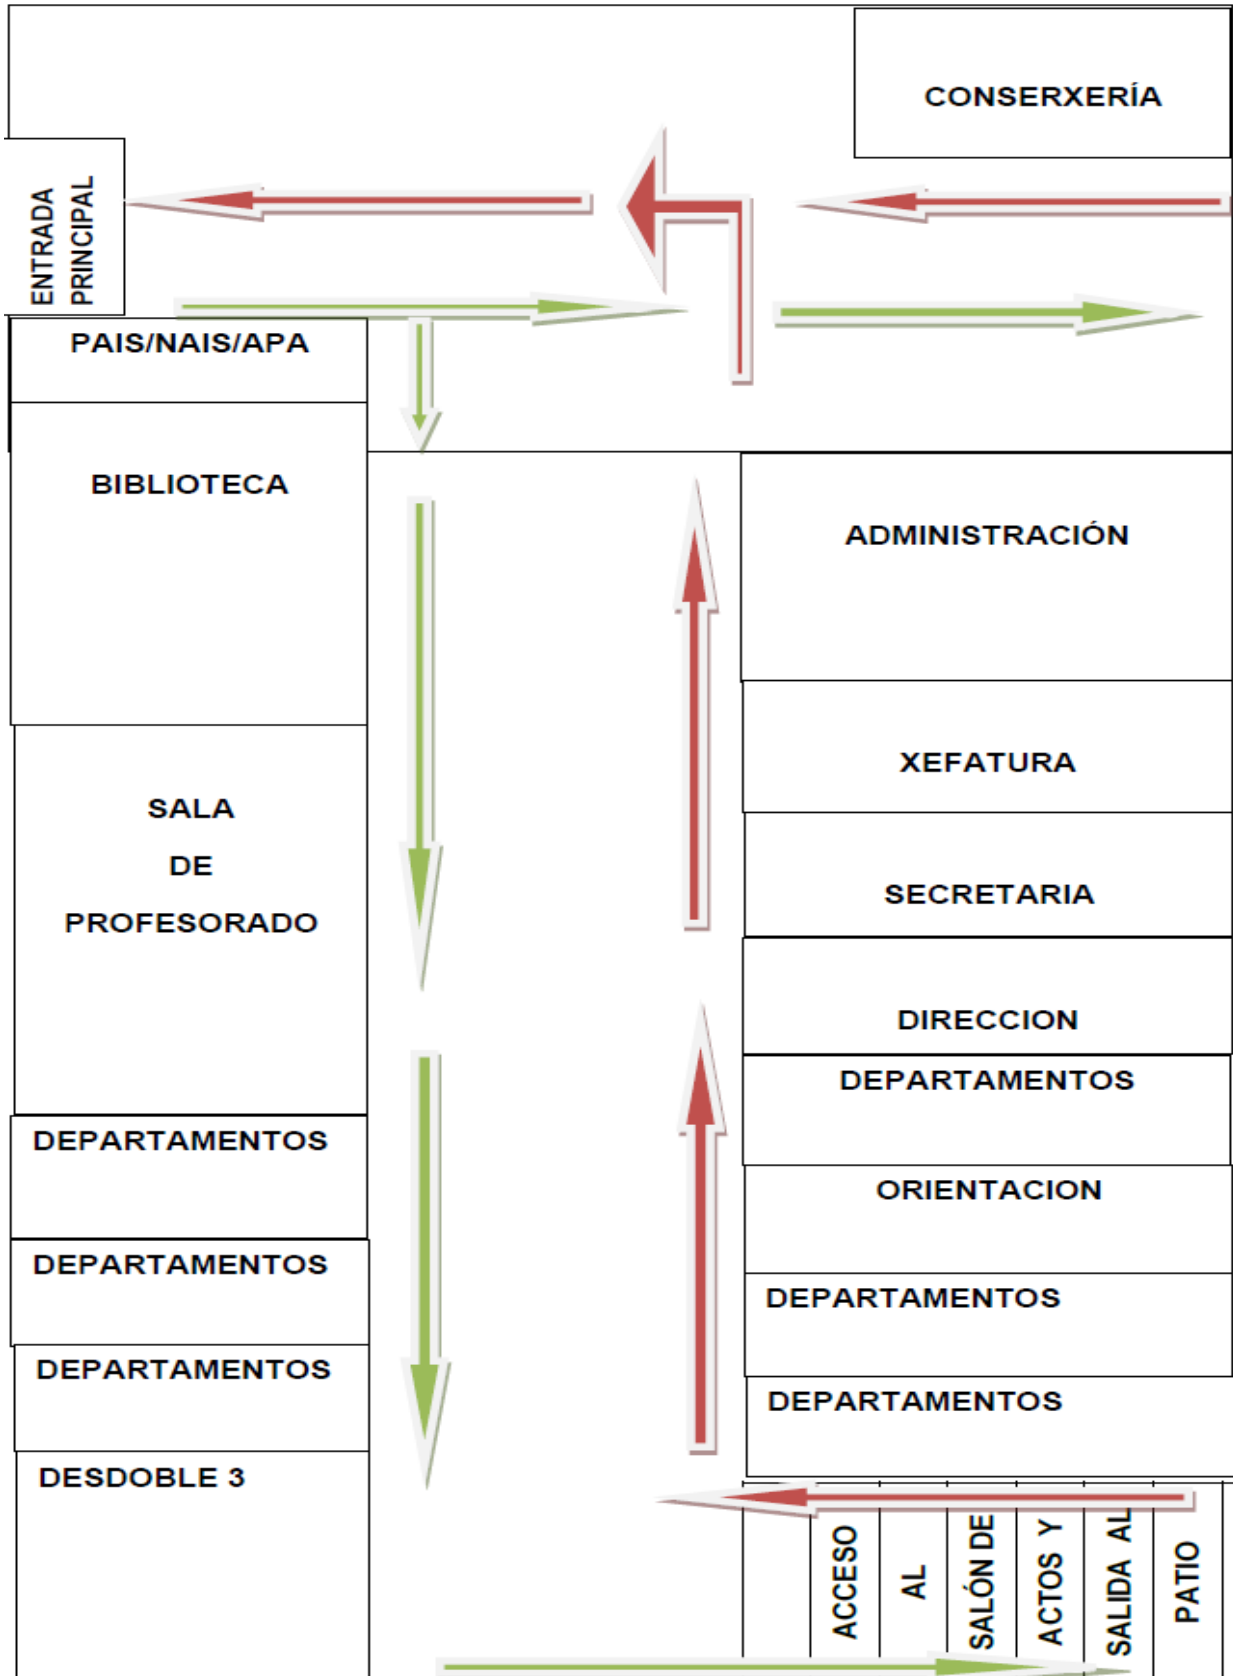 CONSERXERÍA
ENTRADA
PRINCIPAL
PAIS/NAIS/APA
BIBLIOTECA
SALA
DE
PROFESORADO
DEPARTAMENTOS
DEPARTAMENTOS
DEPARTAMENTOS
DESDOBLE 3
ADMINISTRACIÓN
XEFATURA
SECRETARIA
DIRECCION
DEPARTAMENTOS
ORIENTACION
DEPARTAMENTOS
DEPARTAMENTOS
ACCESO
AL
SALÓN DE
ACTOS Y
SALIDA AL
PATIO